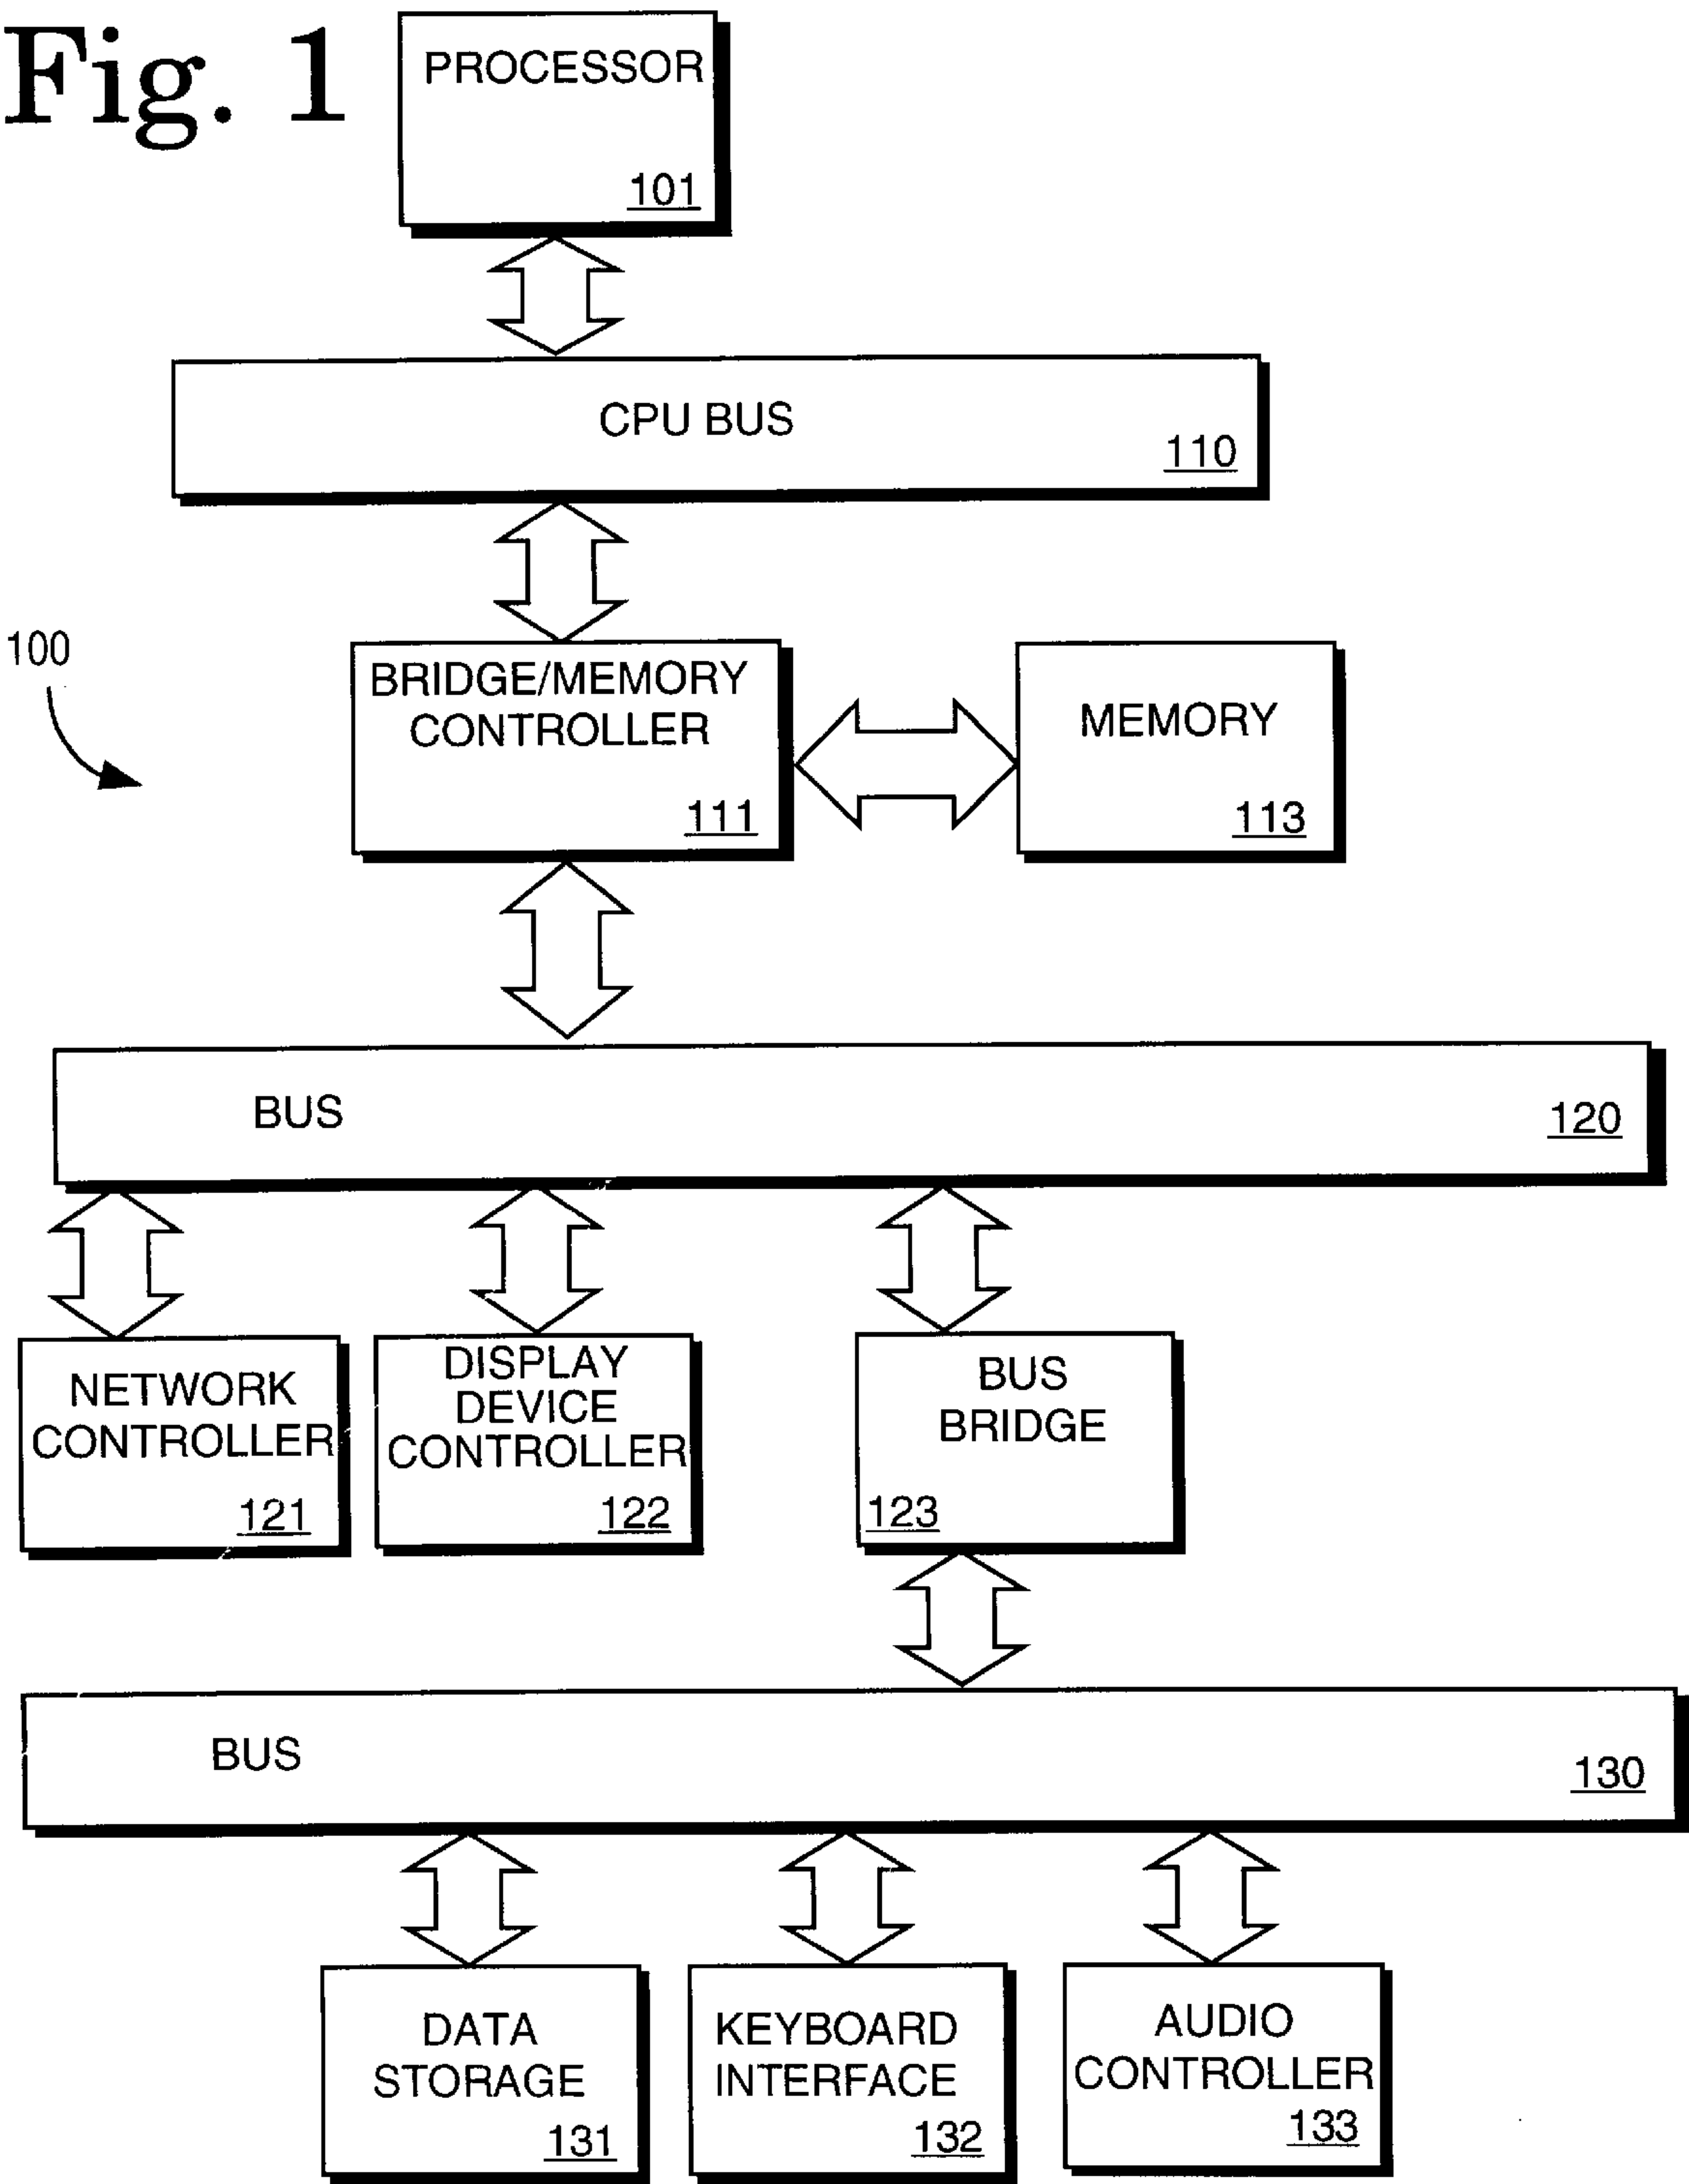 Fig. 1
PROCESSOR
101
CPU BUS
110
100
BRIDGE/MEMORY
CONTROLLER
111
MEMORY
113
BUS
120
NETWORK
CONTROLLER
121
DISPLAY
DEVICE
CONTROLLER
122
BUS
BRIDGE
123
BUS
130
DATA
STORAGE
131
KEYBOARD
INTERFACE
132
AUDIO
CONTROLLER
133